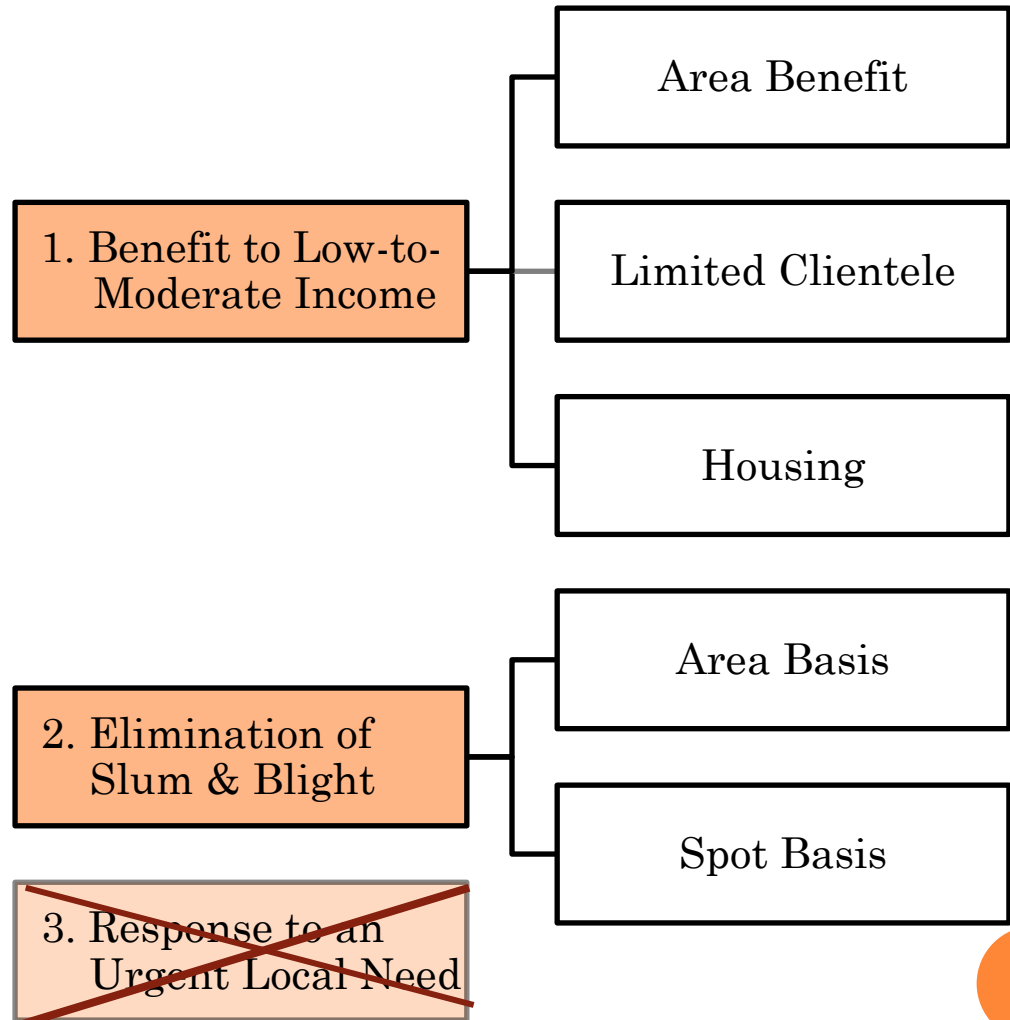 Area Benefit
1. Benefit to Low-to-
Moderate Income
Limited Clientele
Housing
Area Basis
2. Elimination of
Slum & Blight
Spot Basis
3. Response to an
Urgent Local Need